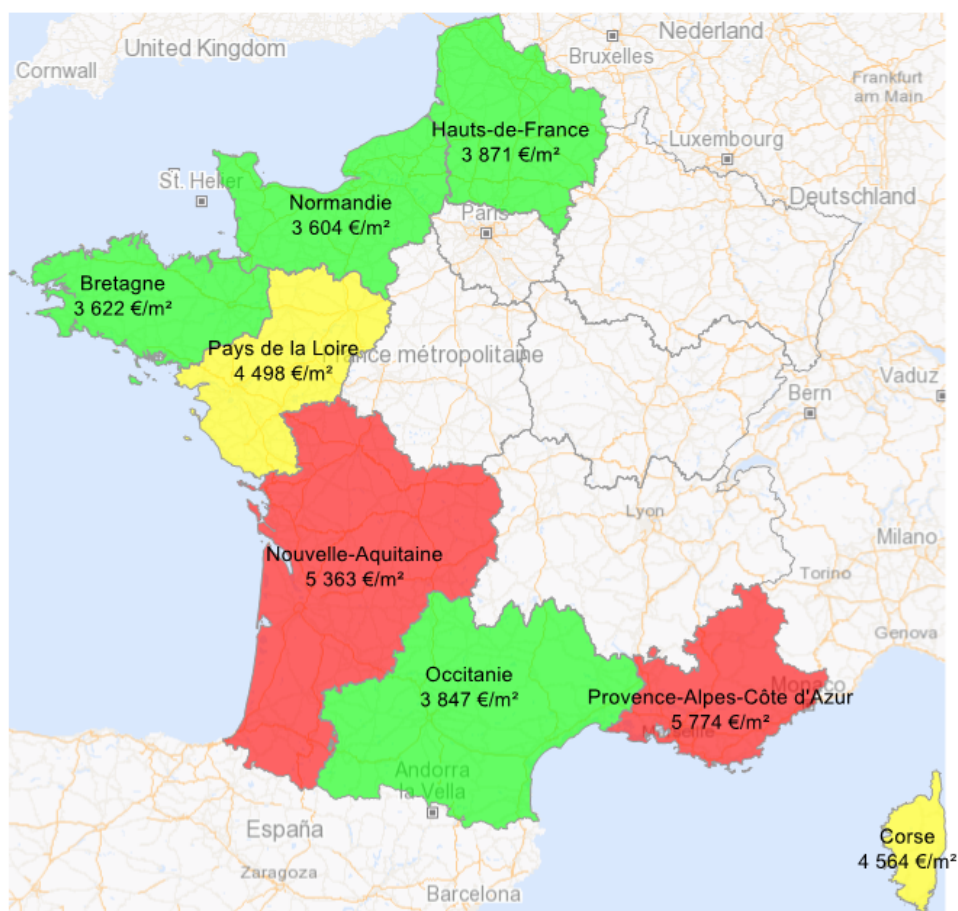 United Kingdom
Nederland
Bruxelles
Cornwall
Frankfurt
am Main
Hauts-de-France
3 871 €/m²
Luxembourg
St. Helier
Deutschland
Normandie
3 604 €/m²
Paris
Bretagne
3 622 €/m²
Pays de la Loire
4 498 €/m²
France métropolitaine
Vaduz
Bern
Lyon
Milano
Nouvelle-Aquitaine
5 363 €/m²
Torino
Genova
Occitanie
3 847 €/m²
Monaco
Provence-Alpes-Côte d'Azur
5 774 €/m²
Marseille
Andorra
la Vella
España
Corse
4 564 €/m²
Zaragoza
Barcelona